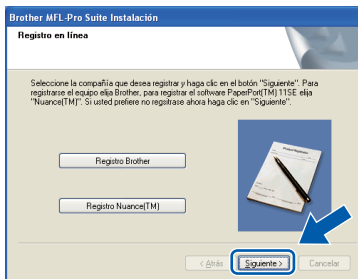 Brother MFL-Pro Suite Instalación
Registro en línea
Seleccione la compañía que desea registrar y haga clic en el botón "Siguiente". Para
registrarse el equipo elija Brother, para registrar el software PaperPort(TM) 11SE elija
"Nuance(TM)". Si usted prefiere no regsitrase ahora haga clic en "Siguiente".
Registro Brother
Registro Nuance(TM)
< Atrás
Siguiente >
Cancelar